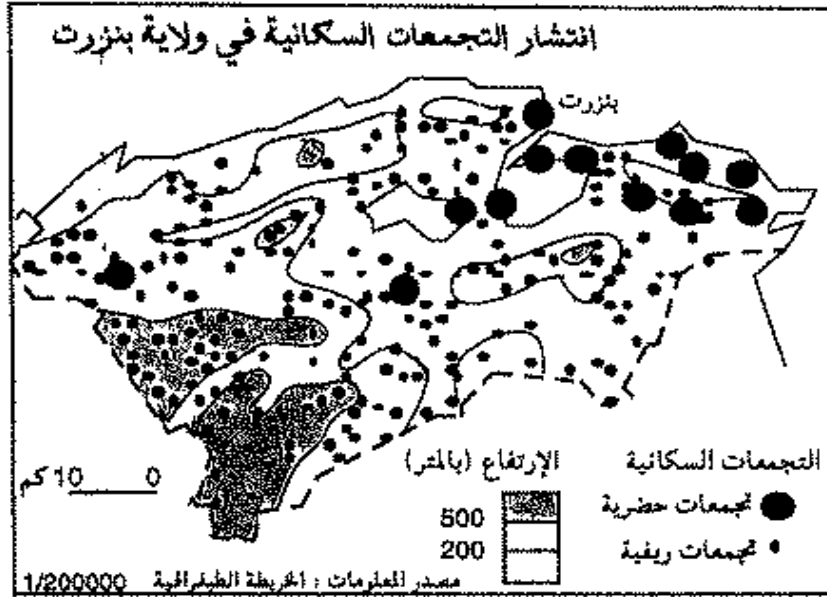 انتشار التجمعات السكانية في ولاية بنزرت
بنزرت
التجمعات السكانية
تجمعات حضرية
تجمعات ريفية
الإرتفاع (بالمتر)
500
200
0 10 كم
مصدر المعلومات : الخريطة الطبغرافية 1/200000